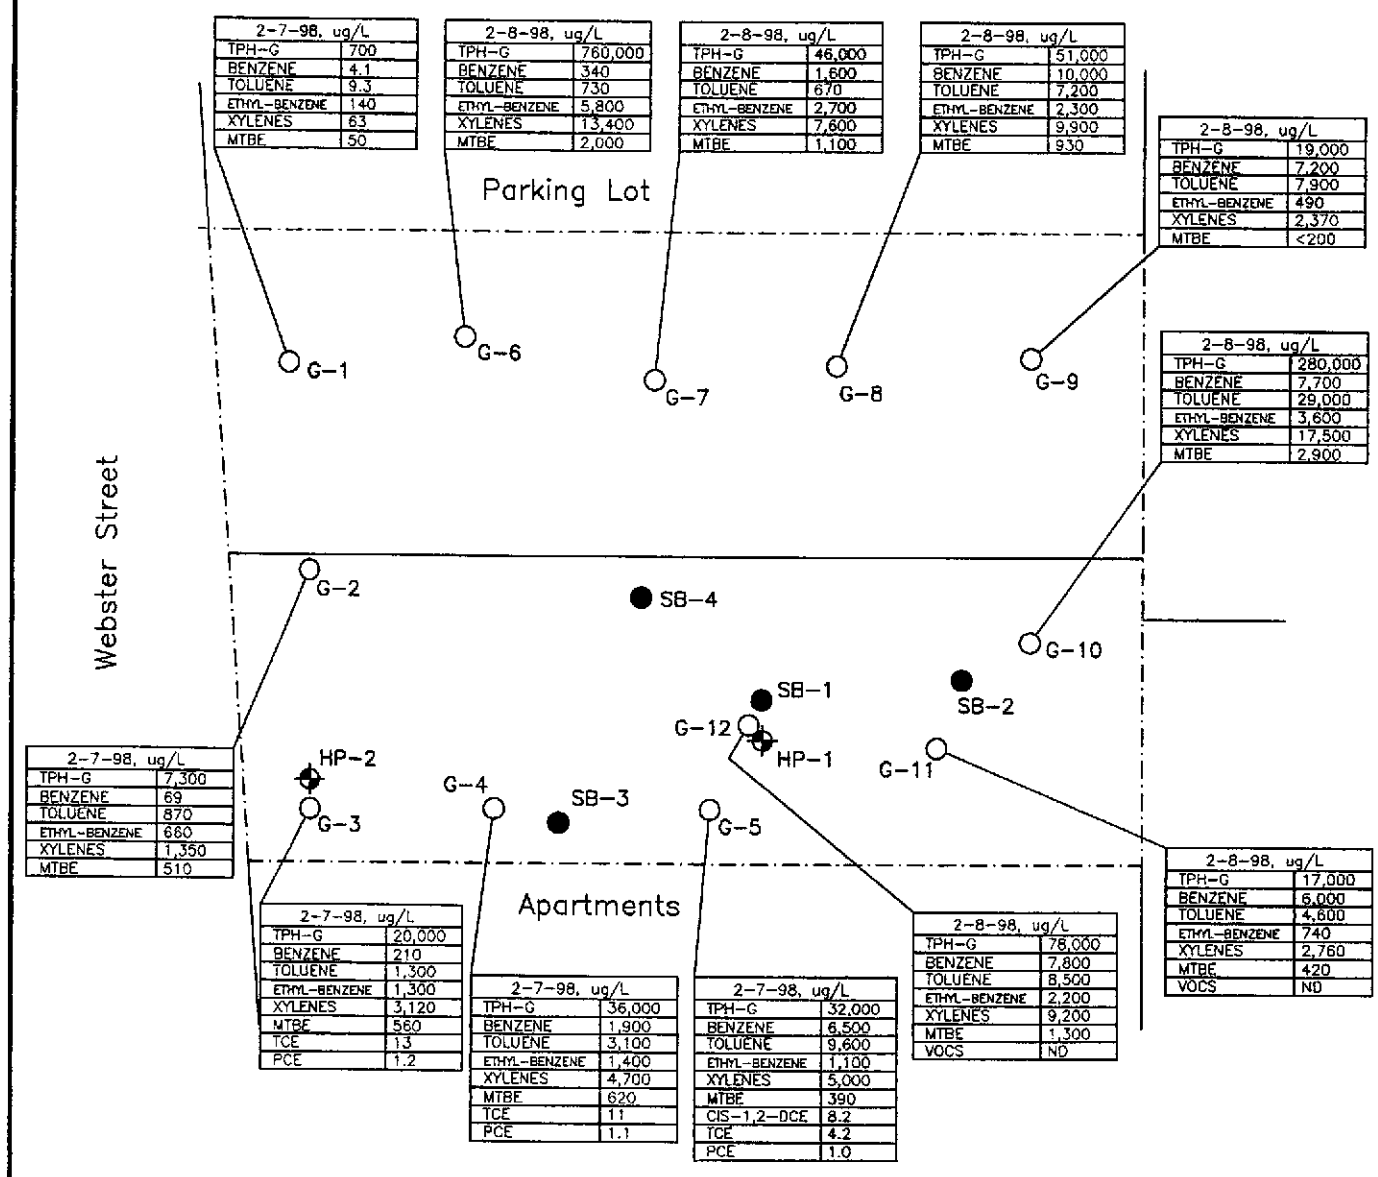 2-7-98, ug/L
TPH-G 700
BENZENE 4.1
TOLUENE 9.3
ETHYL-BENZENE 140
XYLENES 63
MTBE 50
2-8-98, ug/L
TPH-G 760,000
BENZENE 340
TOLUENE 730
ETHYL-BENZENE 5,800
XYLENES 13,400
MTBE 2,000
2-8-98, ug/L
TPH-G 46,000
BENZENE 1,600
TOLUENE 670
ETHYL-BENZENE 2,700
XYLENES 7,600
MTBE 1,100
2-8-98, ug/L
TPH-G 51,000
BENZENE 10,000
TOLUENE 7,200
ETHYL-BENZENE 2,300
XYLENES 9,900
MTBE 930
2-8-98, ug/L
TPH-G 19,000
BENZENE 7,200
TOLUENE 7,900
ETHYL-BENZENE 490
XYLENES 2,370
MTBE <200
Parking Lot
G-1
G-6
G-7
G-8
G-9
2-8-98, ug/L
TPH-G 280,000
BENZENE 7,700
TOLUENE 29,000
ETHYL-BENZENE 3,600
XYLENES 17,500
MTBE 2,900
Webster Street
G-2
SB-4
G-10
SB-1
SB-2
G-12
HP-1
G-11
HP-2
G-3
G-4
SB-3
G-5
2-7-98, ug/L
TPH-G 7,300
BENZENE 69
TOLUENE 870
ETHYL-BENZENE 660
XYLENES 1,350
MTBE 510
Apartments
2-7-98, ug/L
TPH-G 20,000
BENZENE 210
TOLUENE 1,300
ETHYL-BENZENE 1,300
XYLENES 3,120
MTBE 560
TCE 13
PCE 1.2
2-7-98, ug/L
TPH-G 36,000
BENZENE 1,900
TOLUENE 3,100
ETHYL-BENZENE 1,400
XYLENES 4,700
MTBE 620
TCE 11
PCE 1.1
2-7-98, ug/L
TPH-G 32,000
BENZENE 6,500
TOLUENE 9,600
ETHYL-BENZENE 1,100
XYLENES 5,000
MTBE 390
CIS-1,2-DCE 8.2
TCE 4.2
PCE 1.0
2-8-98, ug/L
TPH-G 78,000
BENZENE 7,800
TOLUENE 8,500
ETHYL-BENZENE 2,200
XYLENES 9,200
MTBE 1,300
VOCS ND
2-8-98, ug/L
TPH-G 17,000
BENZENE 6,000
TOLUENE 4,600
ETHYL-BENZENE 740
XYLENES 2,760
MTBE 420
VOCS ND